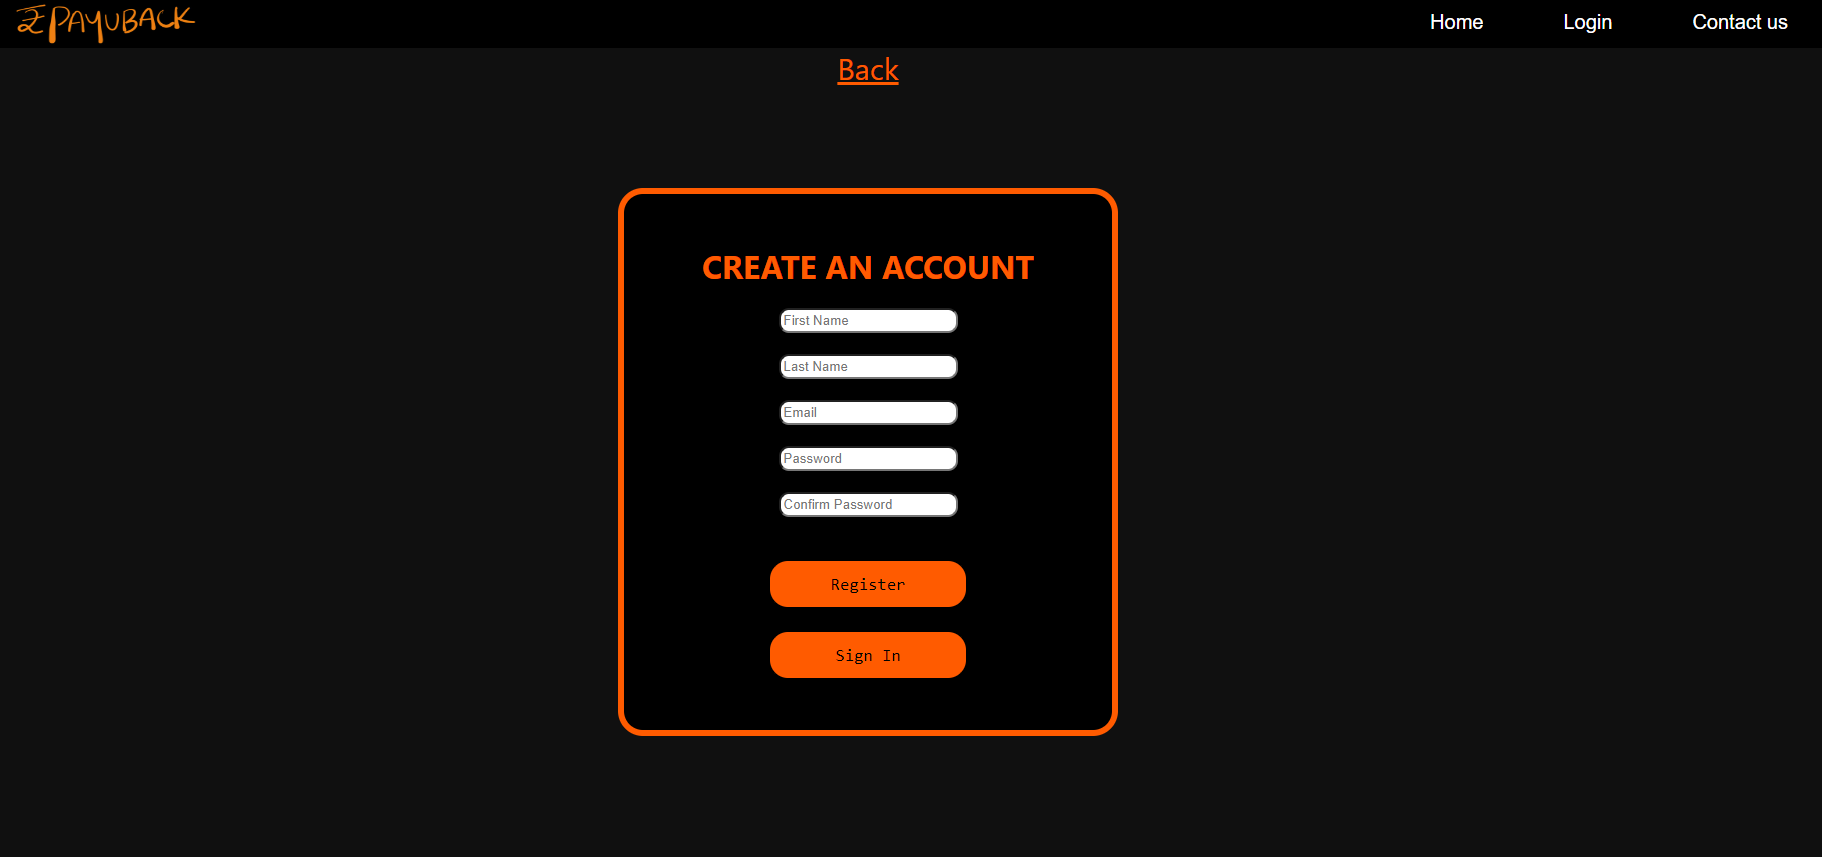 PAYUBACK
Home Login Contact us
Back
CREATE AN ACCOUNT
First Name
Last Name
Email
Password
Confirm Password
Register
Sign In